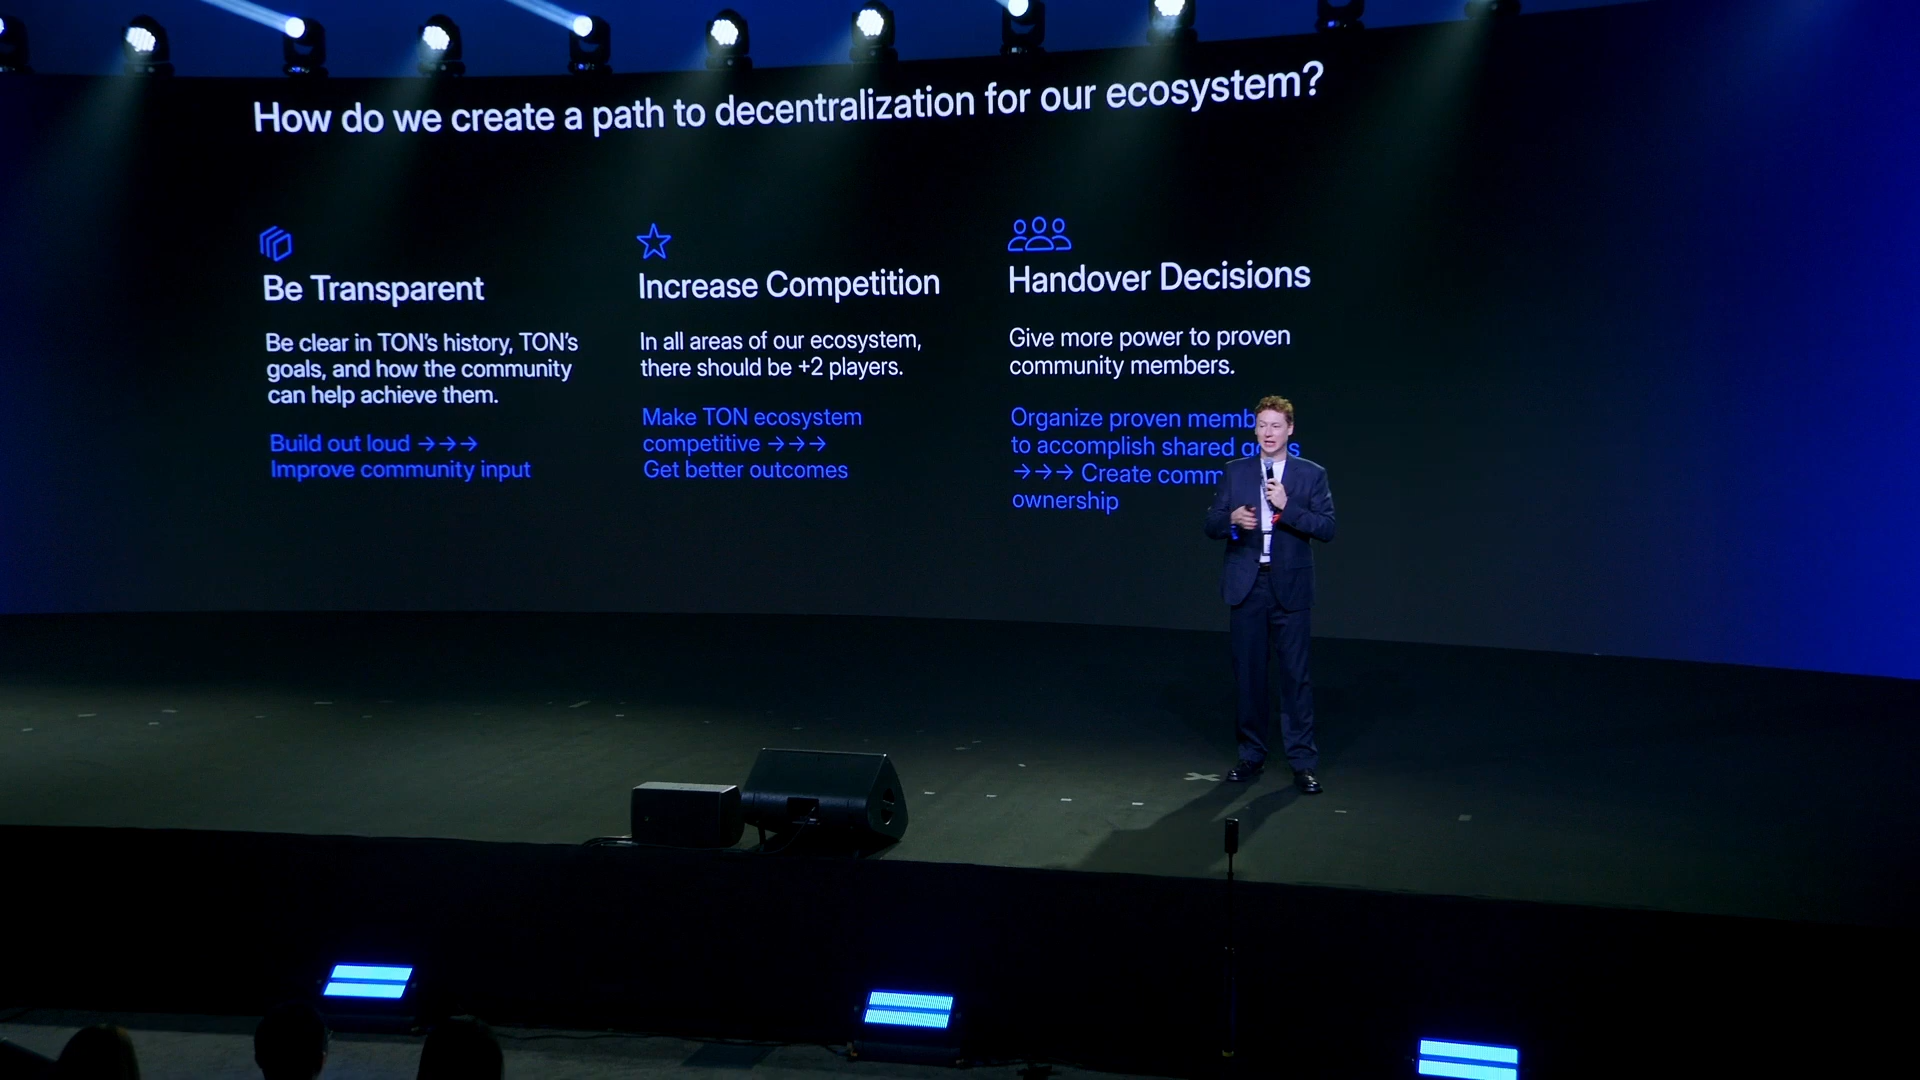 How do we create a path to decentralization for our ecosystem?
Be Transparent
Be clear in TON's history, TON's
goals, and how the community
can help achieve them.
Build out loud →→→
Improve community input
Increase Competition
In all areas of our ecosystem,
there should be +2 players.
Make TON ecosystem
competitive →→→
Get better outcomes
Handover Decisions
Give more power to proven
community members.
Organize proven
to accomplish shared
→→→ Create
ownership